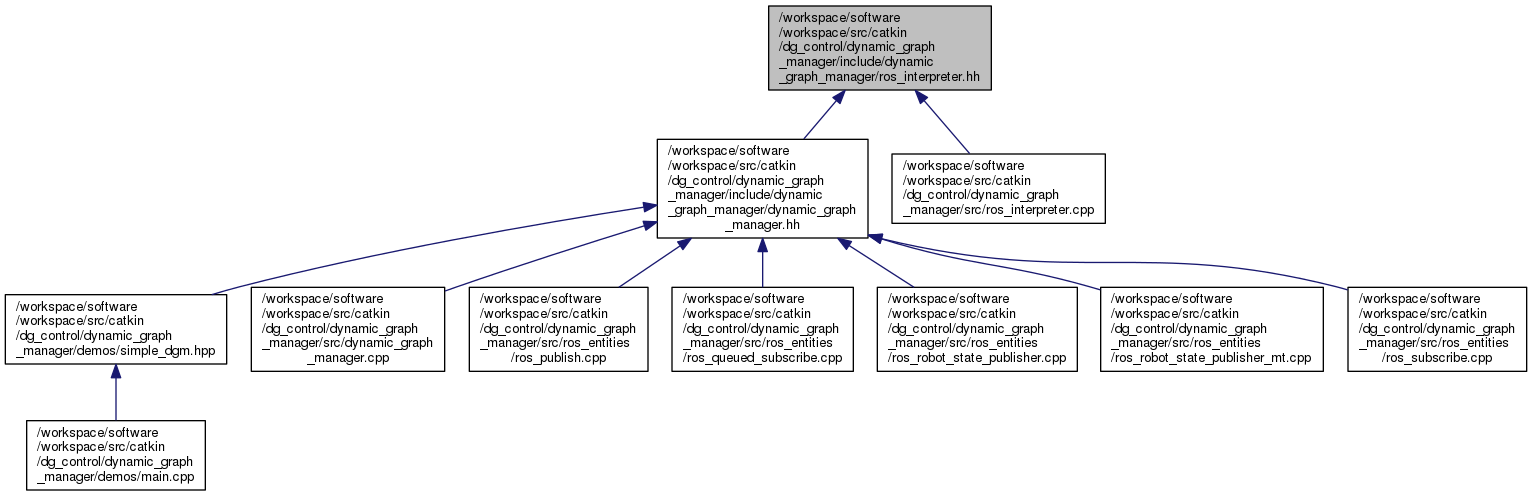 /workspace/software
/workspace/src/catkin
/dg_control/dynamic_graph
_manager/include/dynamic
_graph_manager/ros_interpreter.hh
/workspace/software
/workspace/src/catkin
/dg_control/dynamic_graph
_manager/include/dynamic
_graph_manager/dynamic_graph
_manager.hh
/workspace/software
/workspace/src/catkin
/dg_control/dynamic_graph
_manager/src/ros_interpreter.cpp
/workspace/software
/workspace/src/catkin
/dg_control/dynamic_graph
_manager/demos/simple_dgm.hpp
/workspace/software
/workspace/src/catkin
/dg_control/dynamic_graph
_manager/src/dynamic_graph
_manager.cpp
/workspace/software
/workspace/src/catkin
/dg_control/dynamic_graph
_manager/src/ros_entities
/ros_publish.cpp
/workspace/software
/workspace/src/catkin
/dg_control/dynamic_graph
_manager/src/ros_entities
/ros_queued_subscribe.cpp
/workspace/software
/workspace/src/catkin
/dg_control/dynamic_graph
_manager/src/ros_entities
/ros_robot_state_publisher.cpp
/workspace/software
/workspace/src/catkin
/dg_control/dynamic_graph
_manager/src/ros_entities
/ros_robot_state_publisher_mt.cpp
/workspace/software
/workspace/src/catkin
/dg_control/dynamic_graph
_manager/src/ros_entities
/ros_subscribe.cpp
/workspace/software
/workspace/src/catkin
/dg_control/dynamic_graph
_manager/demos/main.cpp